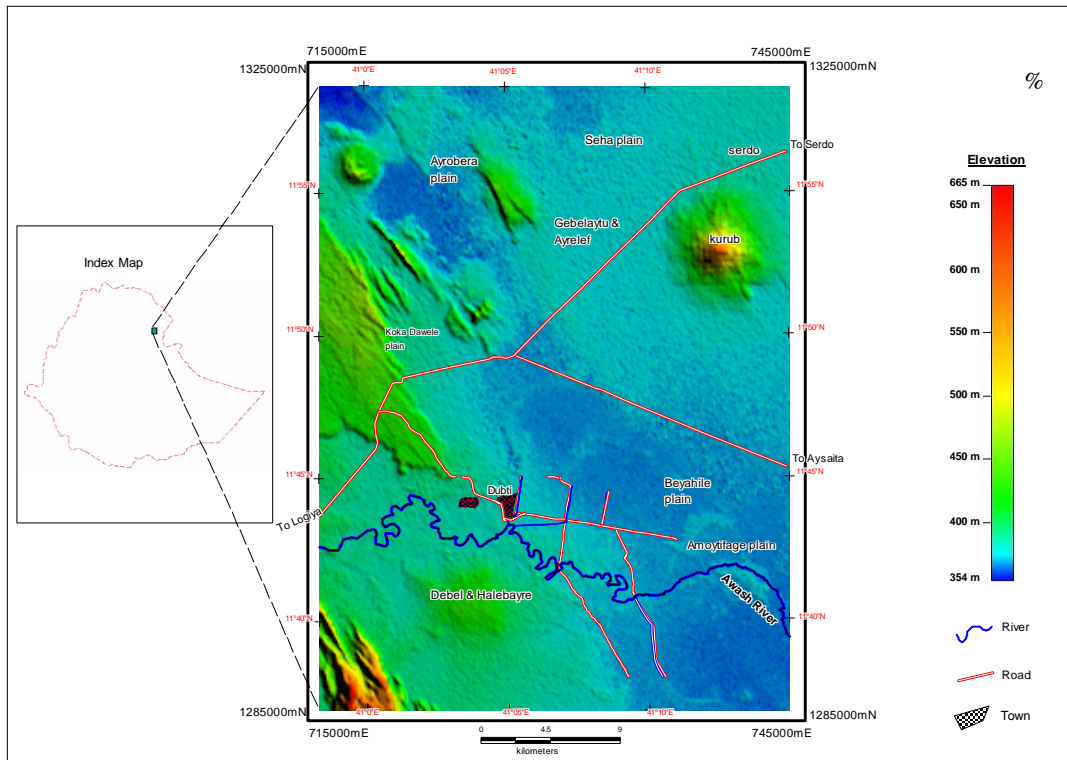 715000mE
745000mE
1325000mN
1325000mN
41°0'E
41°05'E
41°10'E
%
Seha plain
serdo
To Serdo
Elevation
Ayrobera
plain
11°55'N
11°55'N
665 m
650 m
Gebelaytu &
Ayrelef
kurub
Index Map
600 m
11°50'N
11°50'N
Koka Dawele
plain
550 m
500 m
To Aysaita
450 m
11°45'N
11°45'N
Beyahile
plain
Dubti
To Logiya
400 m
Amoytifage plain
354 m
Debel & Halebayre
Awash River
11°40'N
11°40'N
River
Road
Town
1285000mN
1285000mN
41°0'E
41°05'E
41°10'E
715000mE
745000mE
0 4.5 9
kilometers